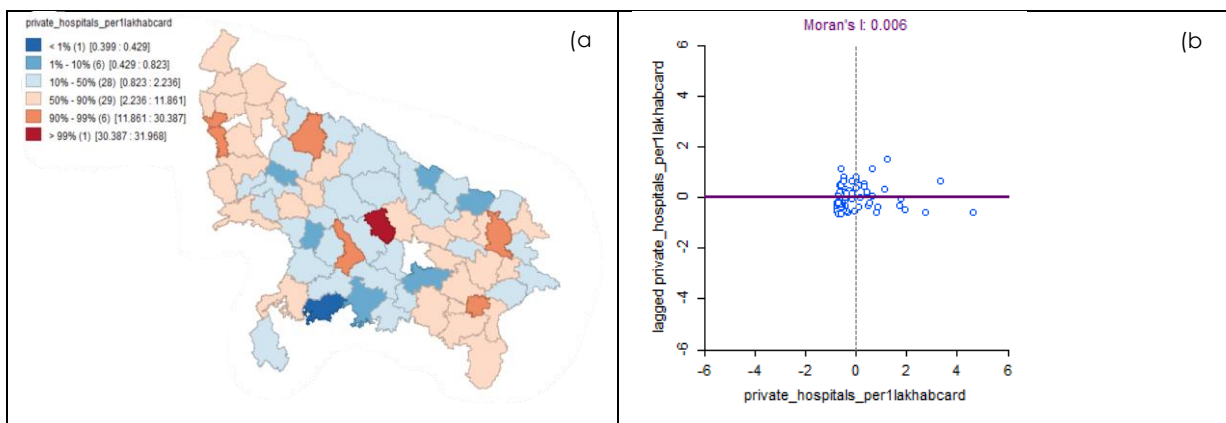 private_hospitals_per1lakhabcard
< 1% (1) [0.399 : 0.429]
1% - 10% (6) [0.429 : 0.823]
10% - 50% (28) [0.823 : 2.236]
50% - 90% (29) [2.236 : 11.861]
90% - 99% (6) [11.861 : 30.387]
> 99% (1) [30.387 : 31.968]
(a
Moran's I: 0.006
(b)
lagged private_hospitals_per1lakhabcard
6
4
2
0
-2
-4
-6
-6 -4 -2 0 2 4 6
private_hospitals_per1lakhabcard